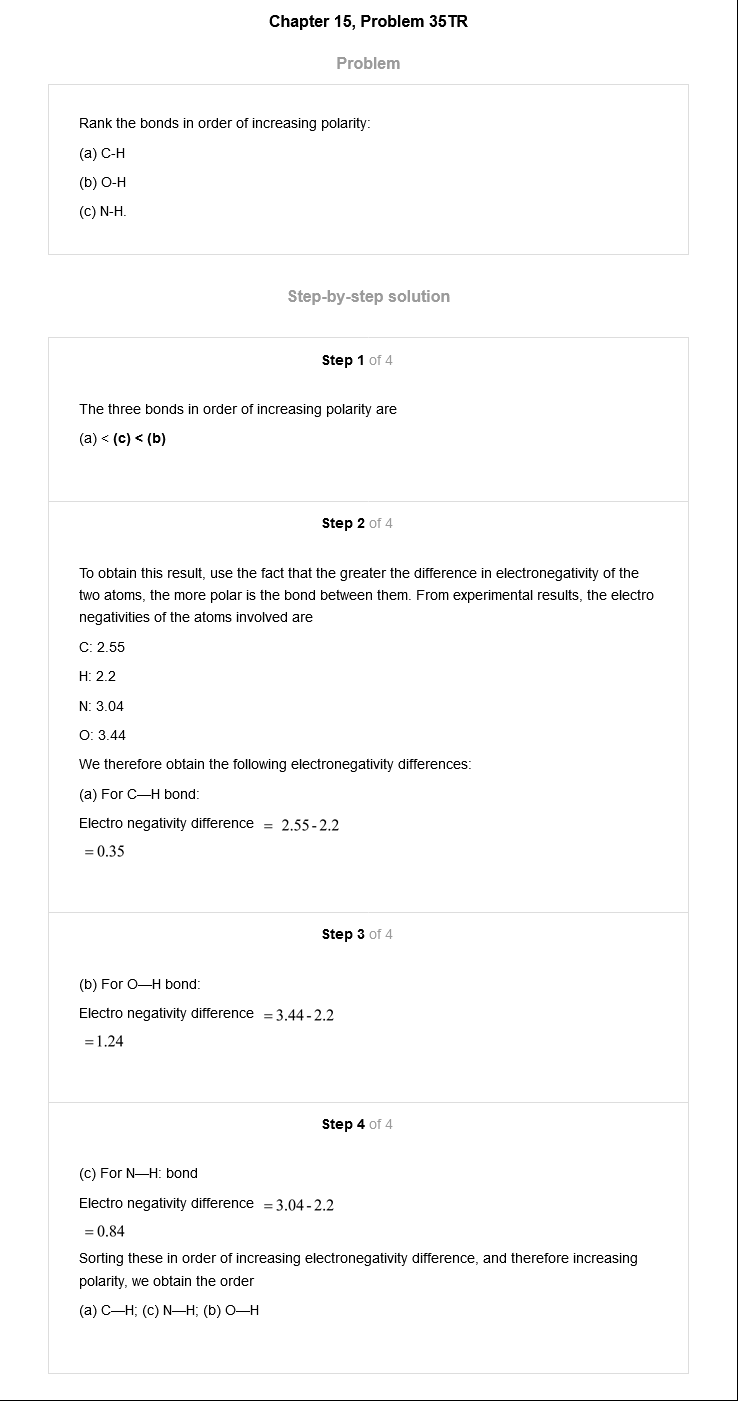 Chapter 15, Problem 35TR
Problem
Rank the bonds in order of increasing polarity:
(a) C-H
(b) O-H
(c) N-H.
Step-by-step solution
Step 1 of 4
The three bonds in order of increasing polarity are
(a) < (c) < (b)
Step 2 of 4
To obtain this result, use the fact that the greater the difference in electronegativity of the
two atoms, the more polar is the bond between them. From experimental results, the electro
negativities of the atoms involved are
C: 2.55
H: 2.2
N: 3.04
O: 3.44
We therefore obtain the following electronegativity differences:
(a) For C—H bond:
Electro negativity difference = 2.55-2.2
=0.35
Step 3 of 4
(b) For O—H bond:
Electro negativity difference =3.44-2.2
=1.24
Step 4 of 4
(c) For N—H: bond
Electro negativity difference =3.04-2.2
=0.84
Sorting these in order of increasing electronegativity difference, and therefore increasing
polarity, we obtain the order
(a) C—H; (c) N—H; (b) O—H